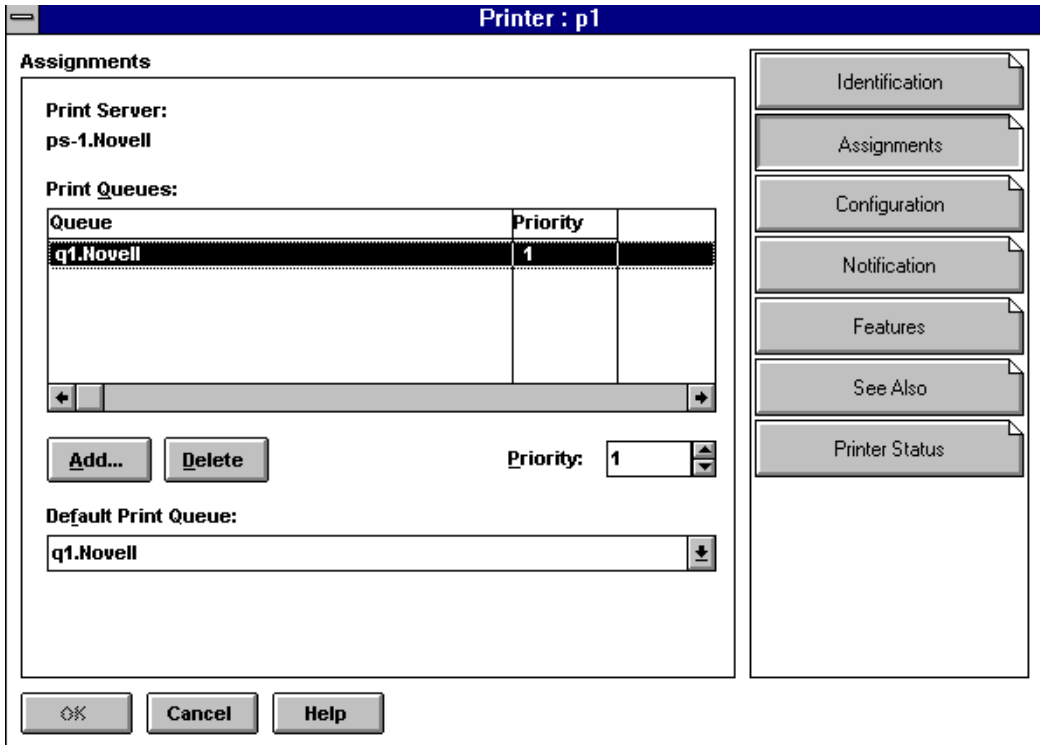 Printer : p1
Assignments
Print Server:
ps-1.Novell
Print Queues:
Queue Priority
q1.Novell 1
Add... Delete Priority: 1
Default Print Queue:
q1.Novell
Identification
Assignments
Configuration
Notification
Features
See Also
Printer Status
OK Cancel Help